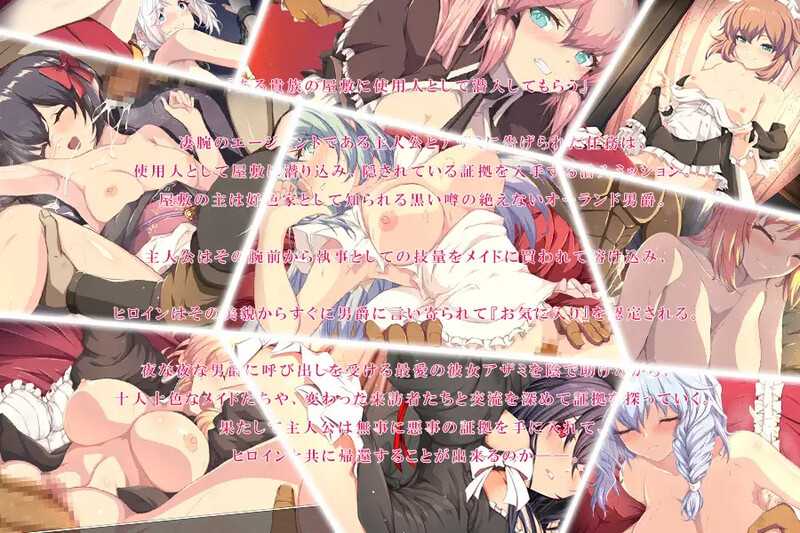 る貴族の屋敷に使用人として潜入してもらう」
凄腕のエージェントである主人公とアザミに告げられた任務は、
使用人として屋敷に潜り込み、隠されている証拠を入手する潜入ミッション。
屋敷の主は好色家として知られる黒い噂の絶えないオーランド男爵。
主人公はその腕前から執事としての技量をメイドに買われて溶け込み、
ヒロインはその美貌からすぐに男爵に言い寄られて『お気に入り』を認定される。
夜な夜な男爵に呼び出しを受ける最愛の彼女アザミを陰で助けながら、
十人十色なメイドたちや、変わった来訪者たちと交流を深めて証拠を探っていく。
果たして主人公は無事に悪事の証拠を手に入れて
ヒロインと共に帰還することが出来るのか――